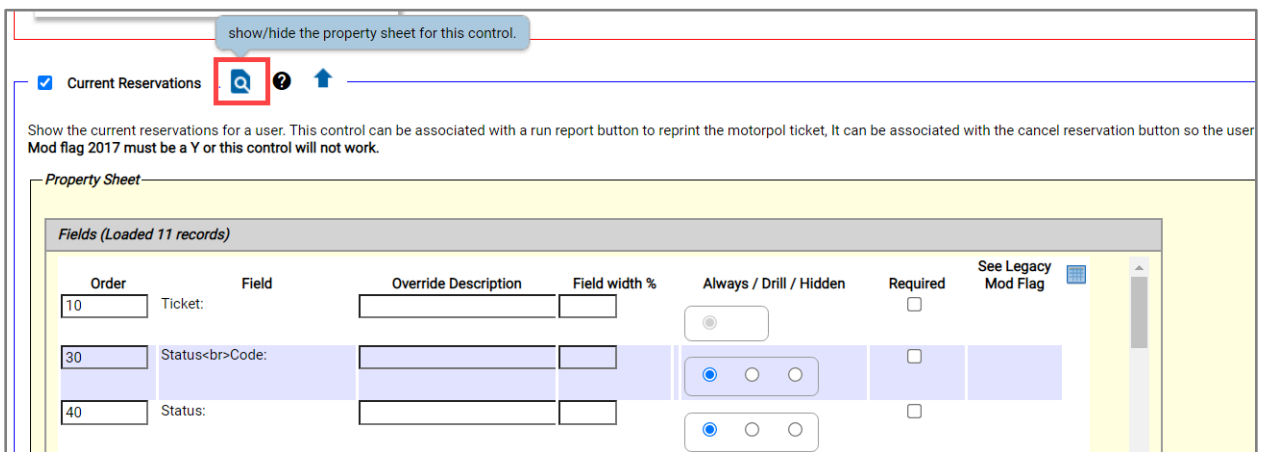 show/hide the property sheet for this control.
Current Reservations
Show the current reservations for a user. This control can be associated with a run report button to reprint the motorpol ticket, It can be associated with the cancel reservation button so the user
Mod flag 2017 must be a Y or this control will not work.
Property Sheet
Fields (Loaded 11 records)
See Legacy
Order Field Override Description Field width % Always / Drill / Hidden Required Mod Flag
10 Ticket:
30 Status<br>Code:
40 Status: